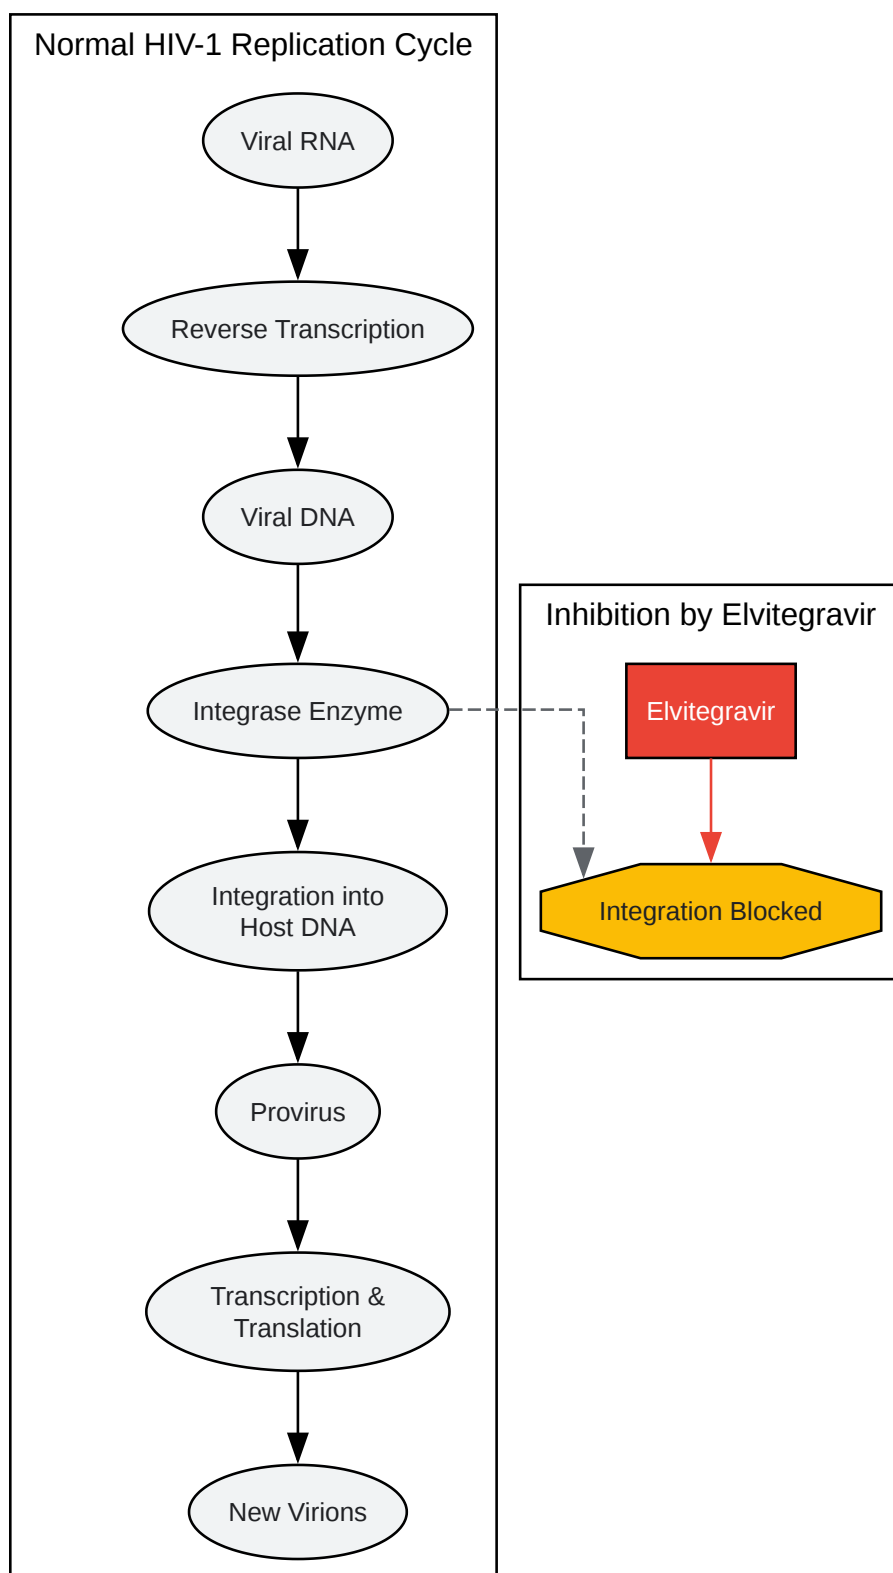 Normal HIV-1 Replication Cycle
Viral RNA
Reverse Transcription
Viral DNA
Integrase Enzyme
Integration into
Host DNA
Provirus
Transcription &
Translation
New Virions
Inhibition by Elvitegravir
Elvitegravir
Integration Blocked